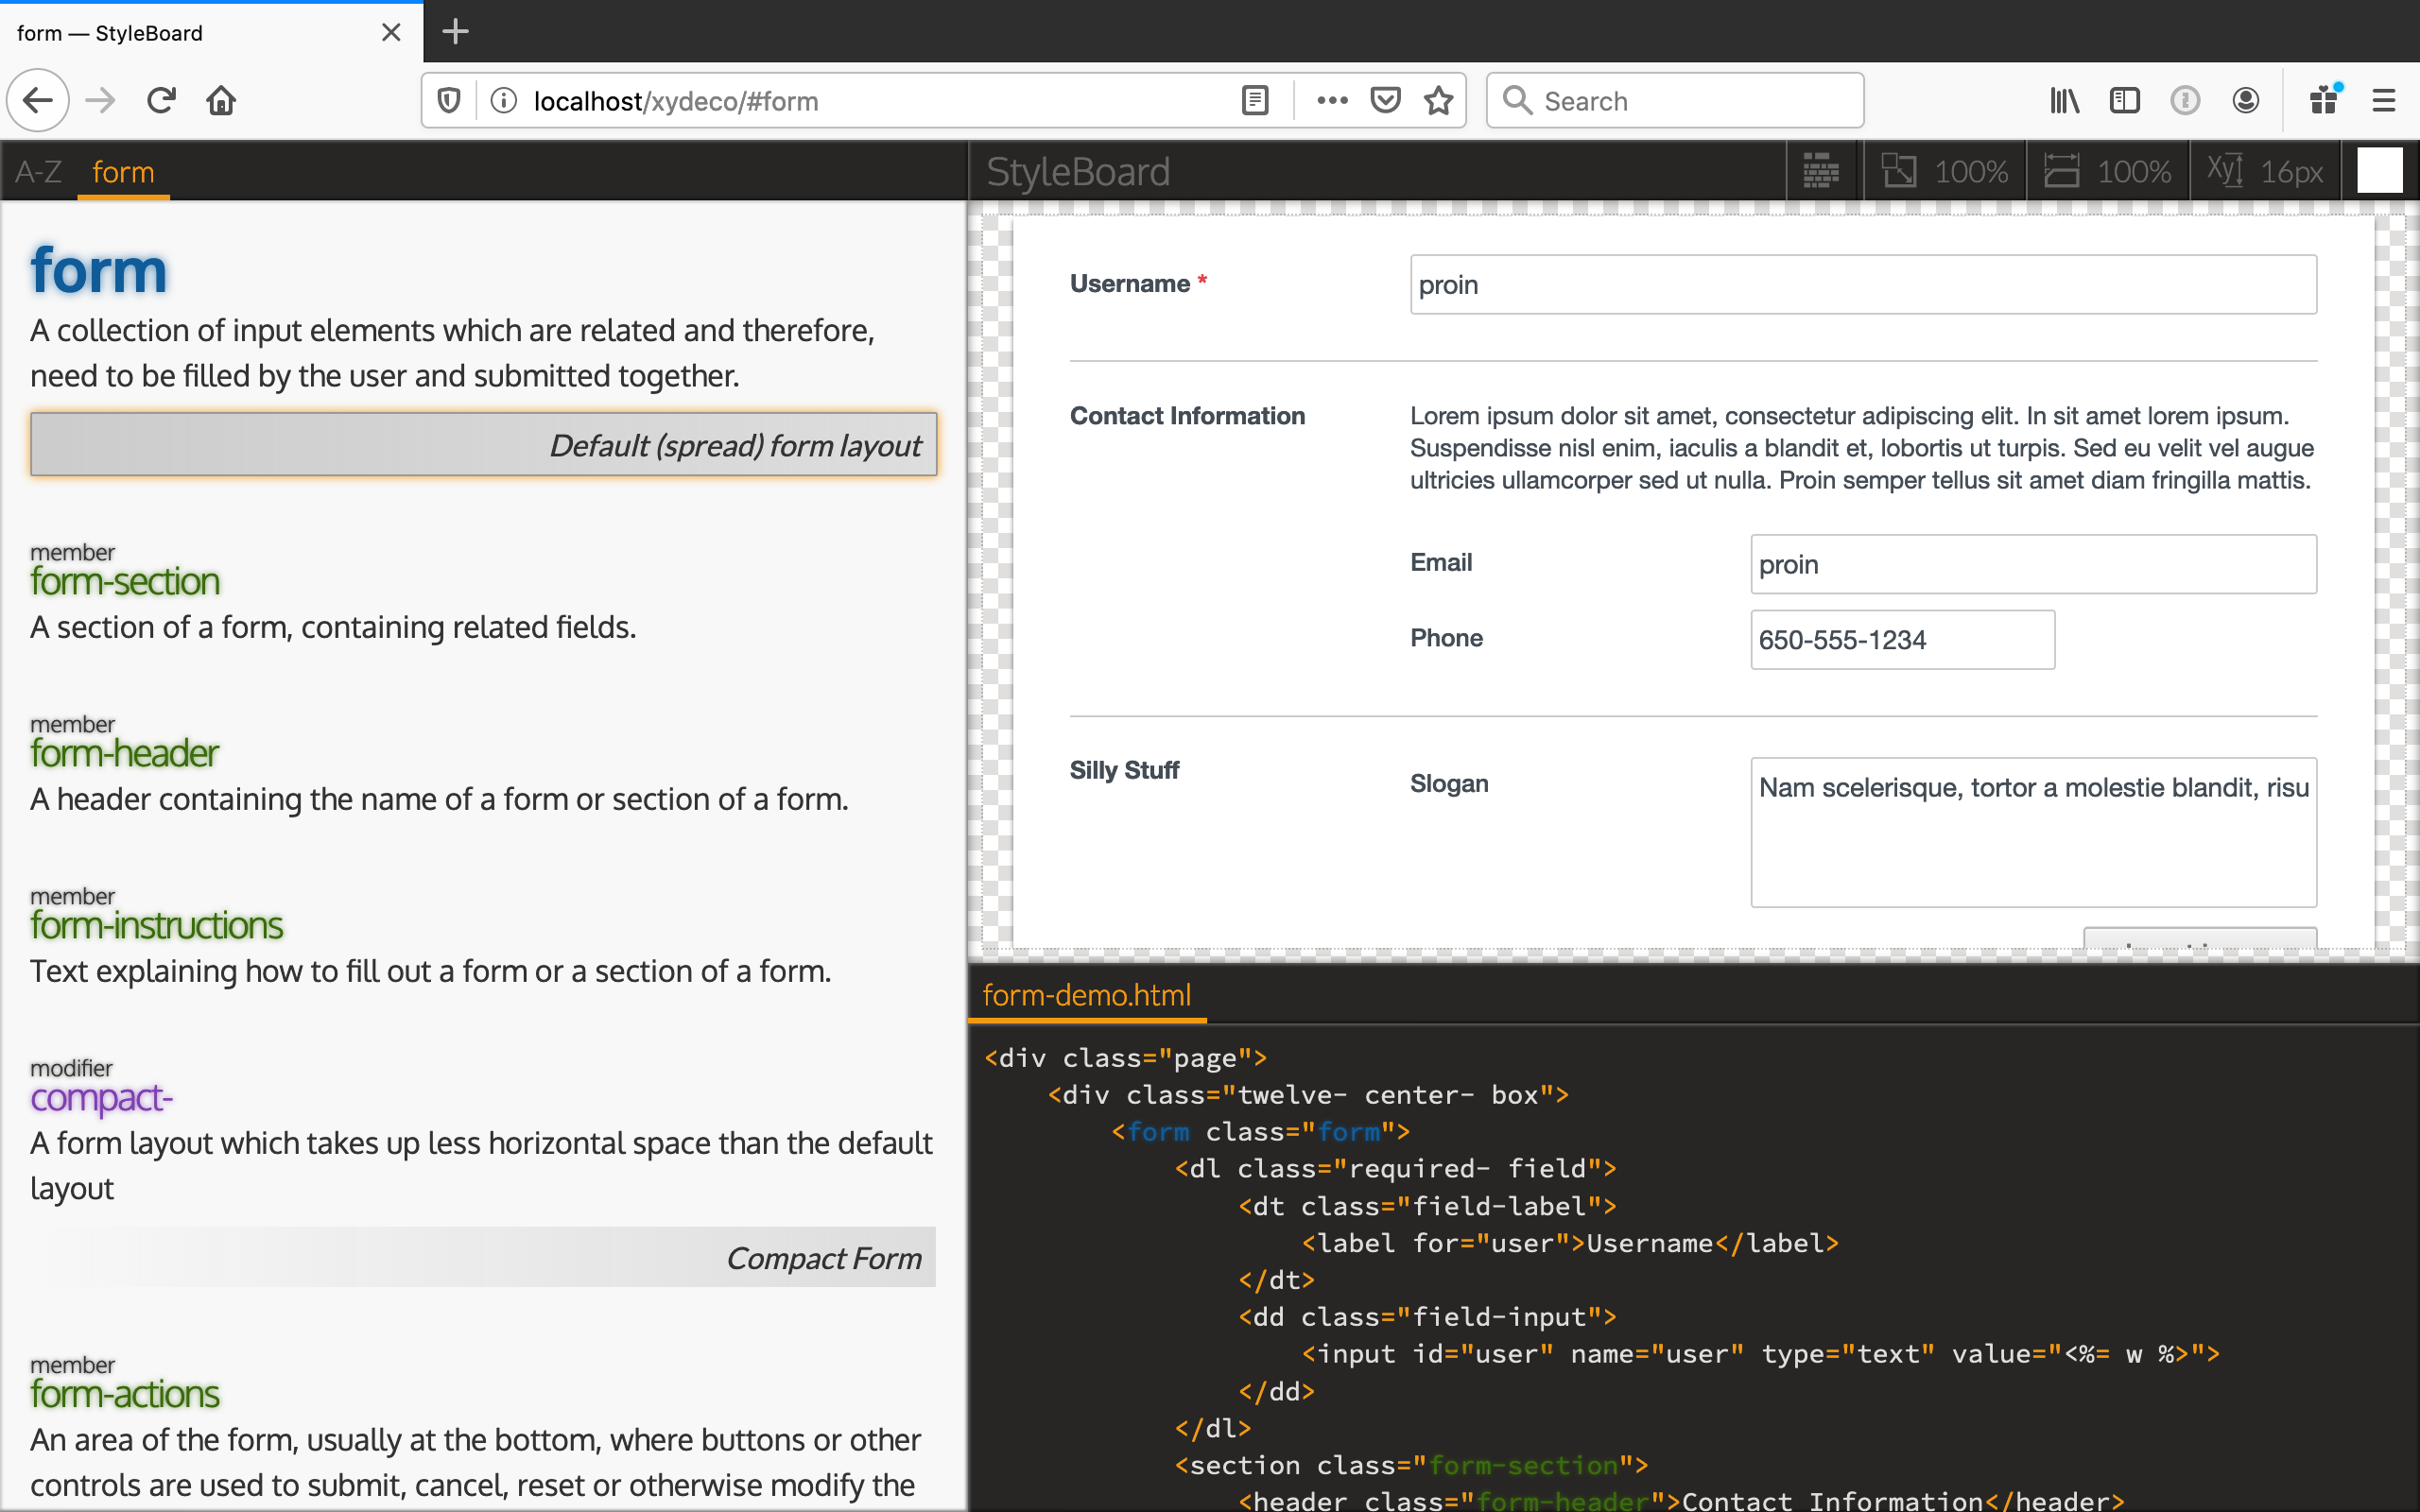 form — StyleBoard
localhost/xydeco/#form
Search
A-Z form
form
A collection of input elements which are related and therefore,
need to be filled by the user and submitted together.
Default (spread) form layout
member
form-section
A section of a form, containing related fields.
member
form-header
A header containing the name of a form or section of a form.
member
form-instructions
Text explaining how to fill out a form or a section of a form.
modifier
compact-
A form layout which takes up less horizontal space than the default
layout
Compact Form
member
form-actions
An area of the form, usually at the bottom, where buttons or other
controls are used to submit, cancel, reset or otherwise modify the
StyleBoard
100%
100%
Xy 16px
Username *
proin
Contact Information
Lorem ipsum dolor sit amet, consectetur adipiscing elit. In sit amet lorem ipsum.
Suspendisse nisl enim, iaculis a blandit et, lobortis ut turpis. Sed eu velit vel augue
ultricies ullamcorper sed ut nulla. Proin semper tellus sit amet diam fringilla mattis.
Email
proin
Phone
650-555-1234
Silly Stuff
Slogan
Nam scelerisque, tortor a molestie blandit, risu
form-demo.html
<div class="page">
<div class="twelve- center- box">
<form class="form">
<dl class="required- field">
<dt class="field-label">
<label for="user">Username</label>
</dt>
<dd class="field-input">
<input id="user" name="user" type="text" value="<%= w %>">
</dd>
</dl>
<section class="form-section">
<header class="form-header">Contact Information</header>